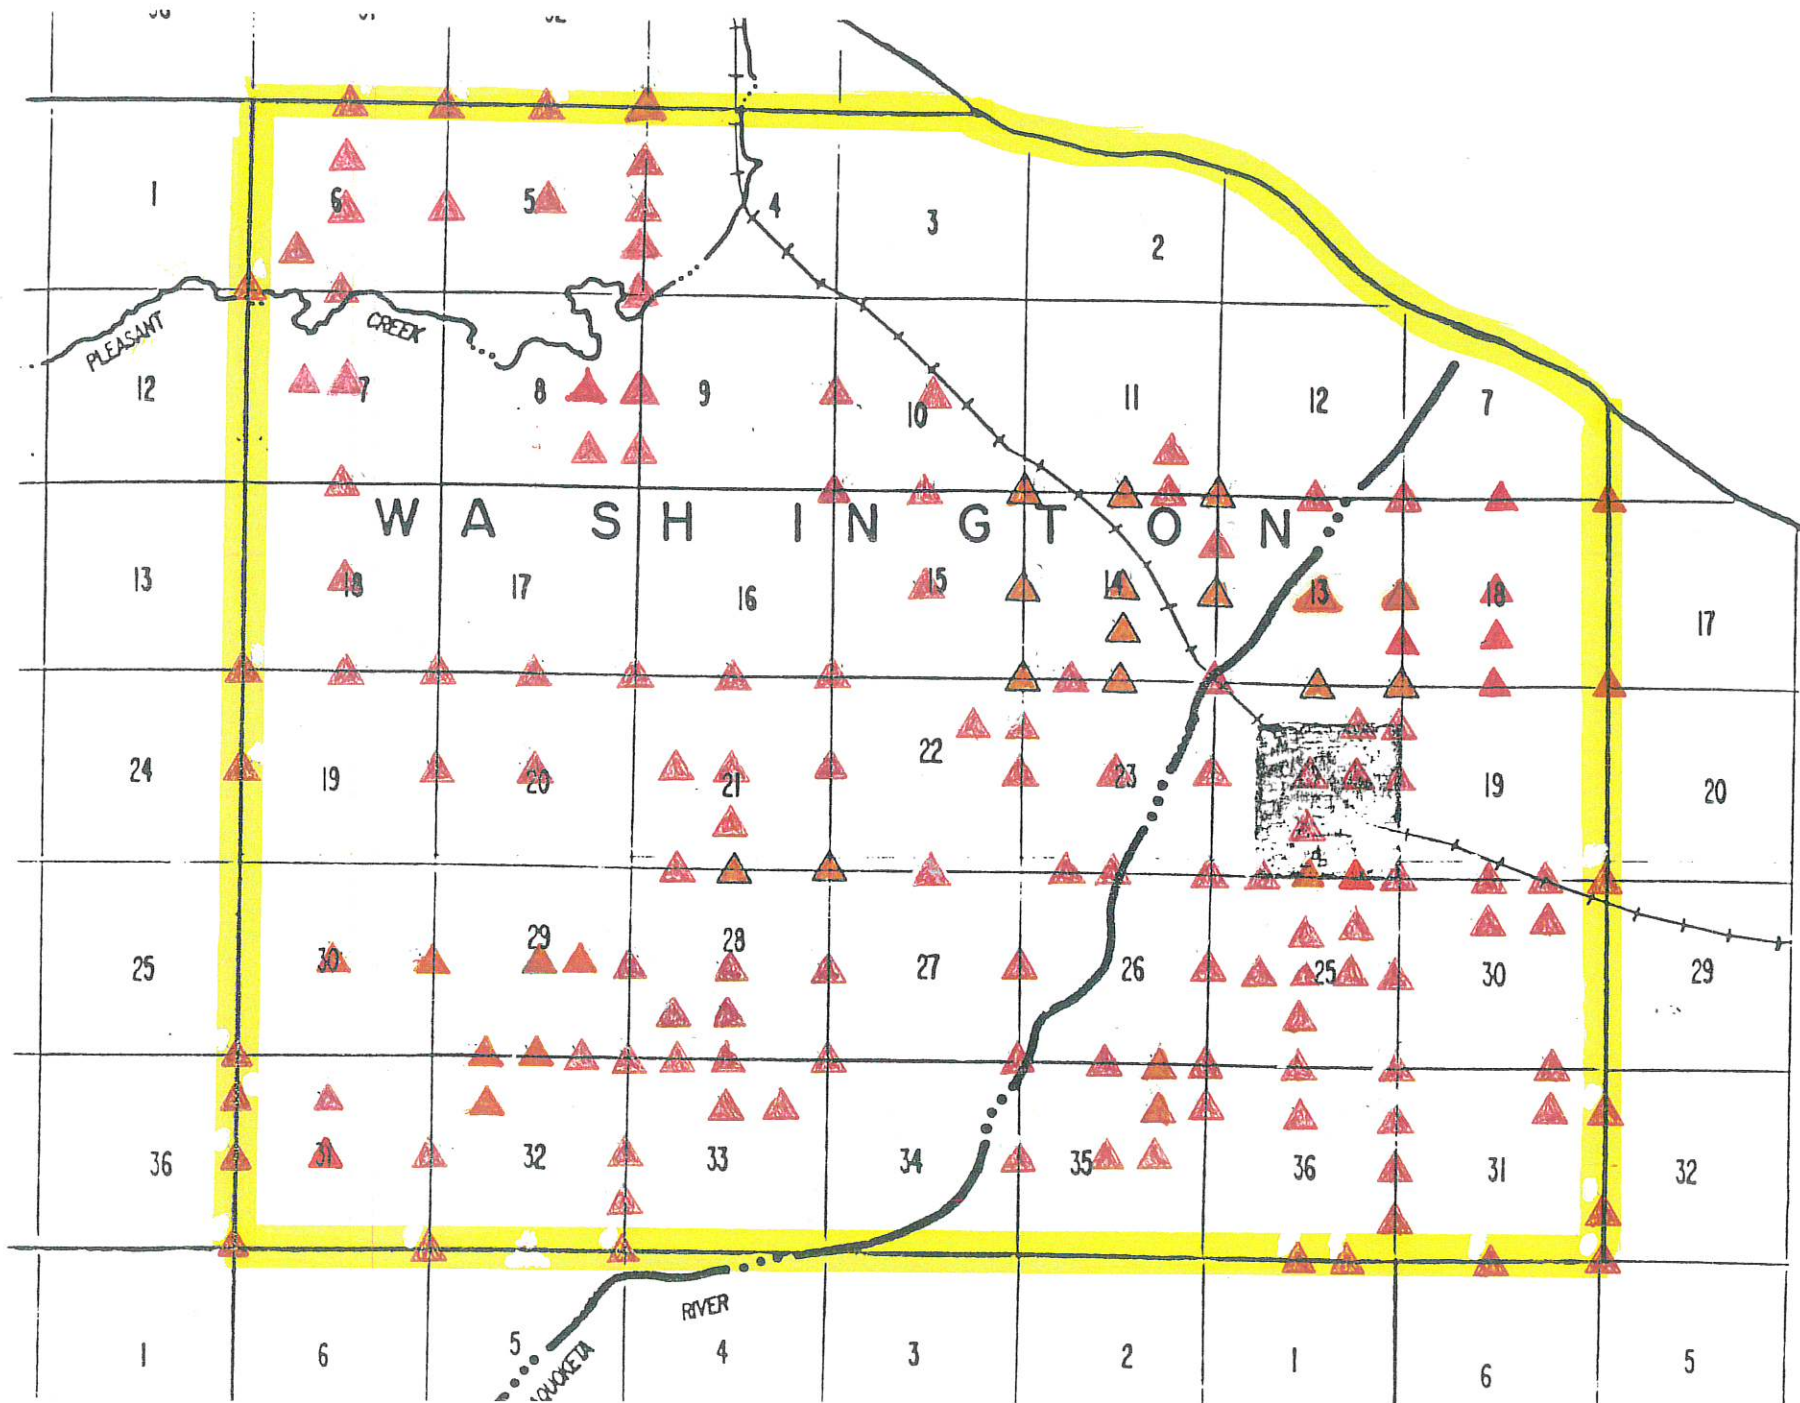 1 6 5 4 3 2
PLEASANT CREEK
12 7 8 9 10 11 12 7
WASHINGTON
13 18 17 16 15 14 13 18 17
24 19 20 21 22 23 19 20
25 30 29 28 27 26 25 30 29
36 31 32 33 34 35 36 31 32
RIVER
1 6 5 4 3 2 1 6 5